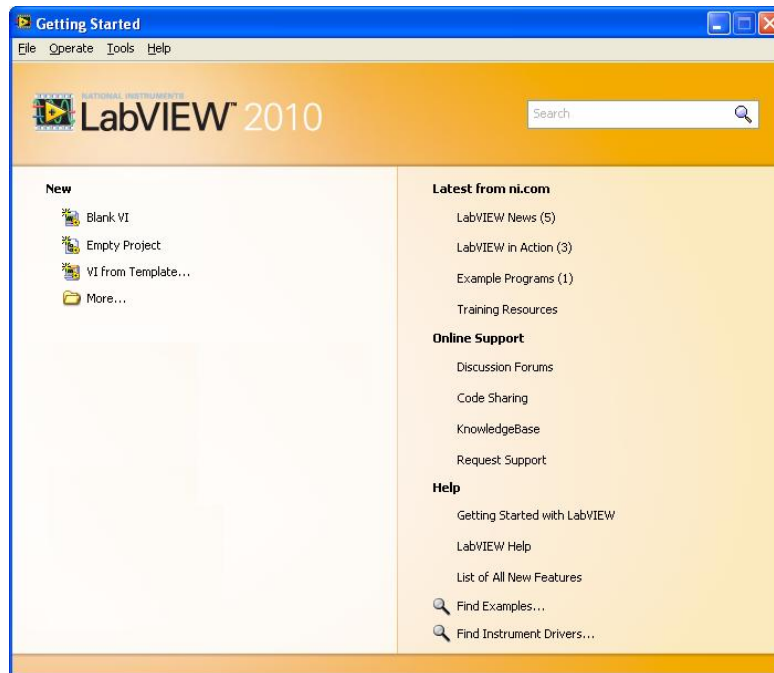 Getting Started
File Operate Tools Help
NATIONAL INSTRUMENTS
LabVIEW™ 2010
Search
New
Blank VI
Empty Project
VI from Template...
More...
Latest from ni.com
LabVIEW News (5)
LabVIEW in Action (3)
Example Programs (1)
Training Resources
Online Support
Discussion Forums
Code Sharing
KnowledgeBase
Request Support
Help
Getting Started with LabVIEW
LabVIEW Help
List of All New Features
Find Examples...
Find Instrument Drivers...